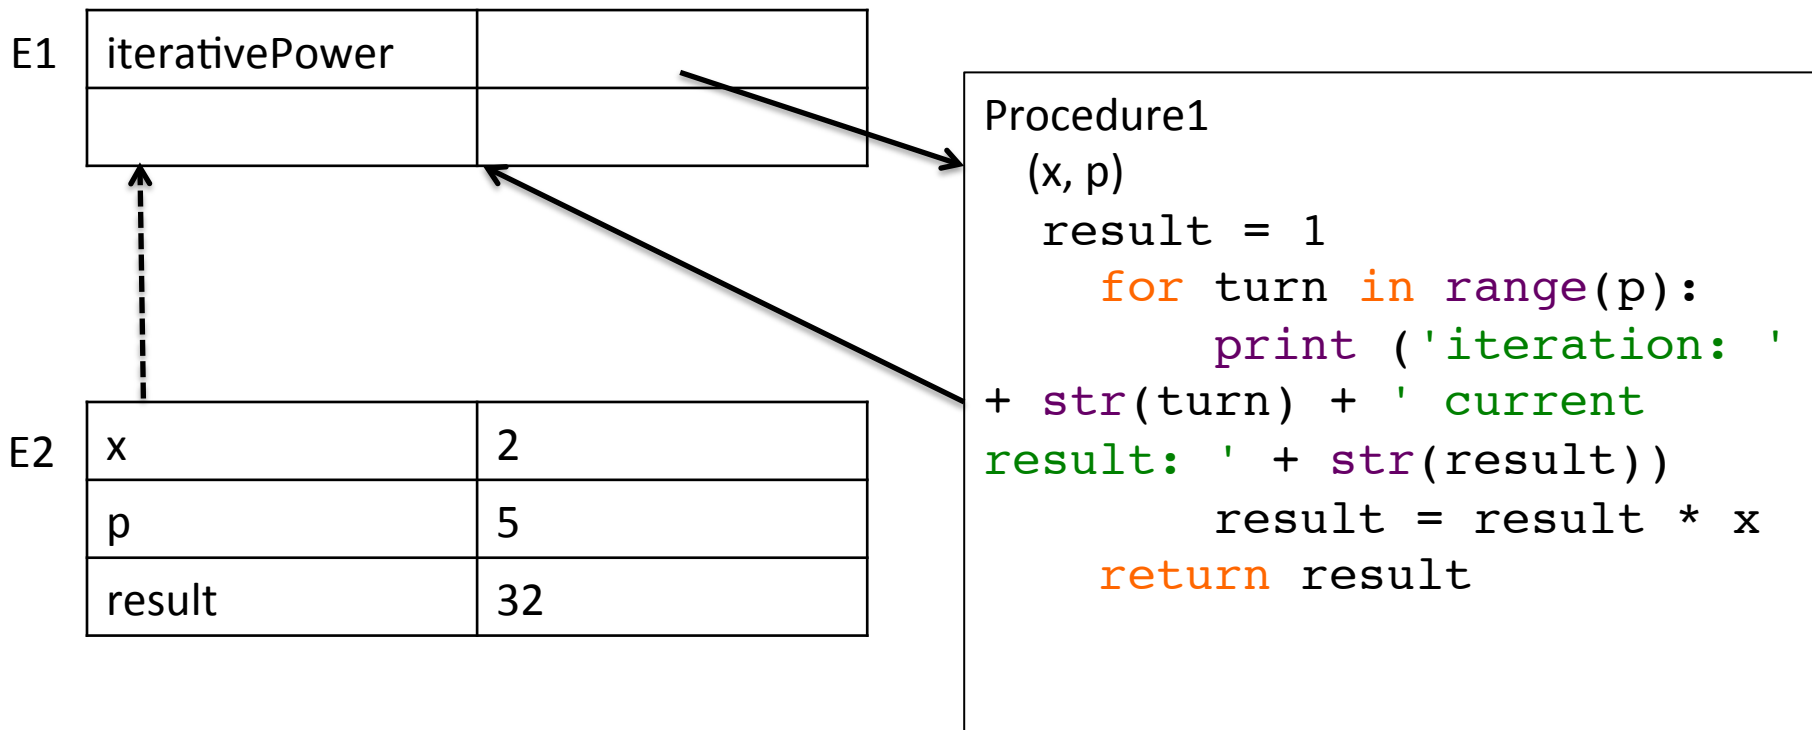 E1 iterativePower
Procedure1
(x, p)
result = 1
for turn in range(p):
print ('iteration: '
+ str(turn) + ' current
result: ' + str(result))
result = result * x
return result
E2 x 2
p 5
result 32